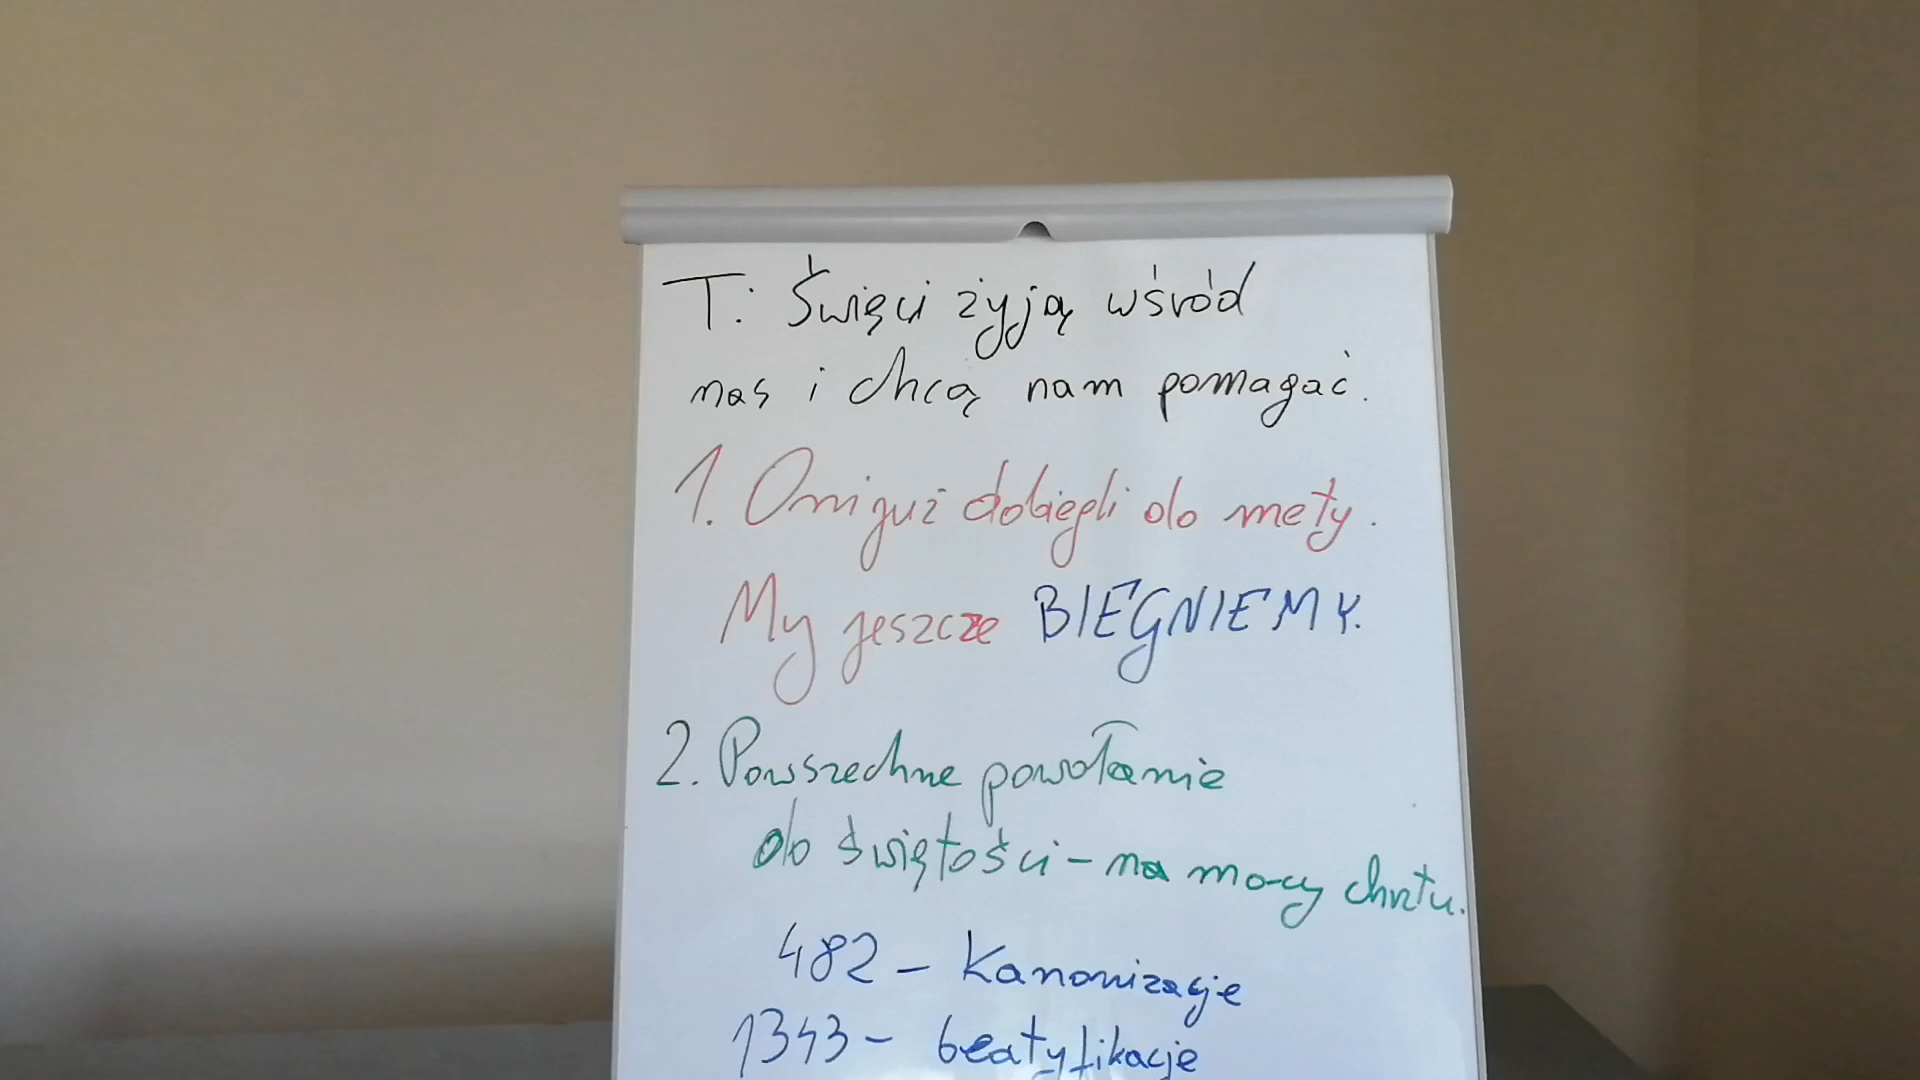 T: Święci żyją wśród
nas i chcą nam pomagać.
1. Oni już dobiegli do mety.
My jeszcze BIEGNIEMY.
2. Powszechne powołanie
do świętości – na mocy chrztu.
482 – Kanonizacje
1343 – beatyfikacje